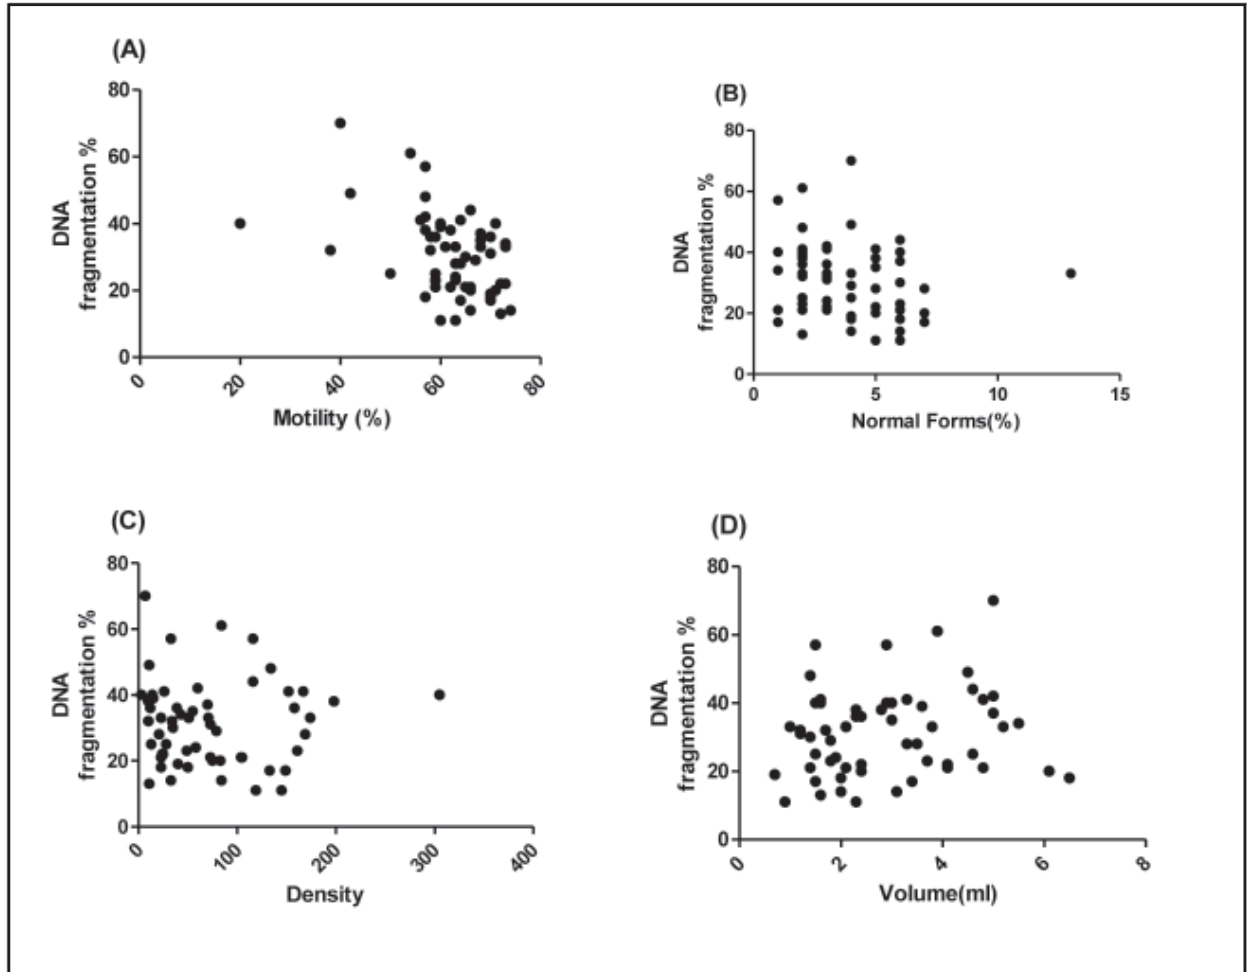 (A)
80
60
40
20
0
DNA
fragmentation %
0 20 40 60 80
Motility (%)
(B)
80
60
40
20
0
DNA
fragmentation %
0 5 10 15
Normal Forms(%)
(C)
80
60
40
20
0
DNA
fragmentation %
0 100 200 300 400
Density
(D)
80
60
40
20
0
DNA
fragmentation %
0 2 4 6 8
Volume(ml)